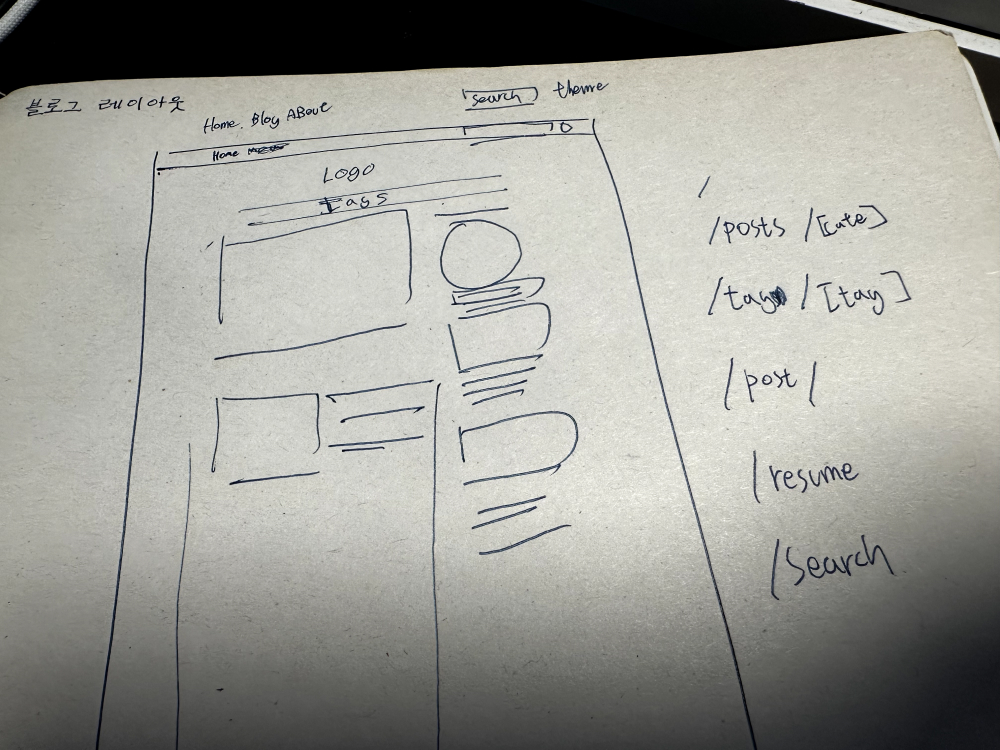 블로그 레이아웃
Home. Blog ABout
search theme
Home
Logo
Tags
/
/posts /[cate]
/tag / [tag]
/post/
/resume
/search